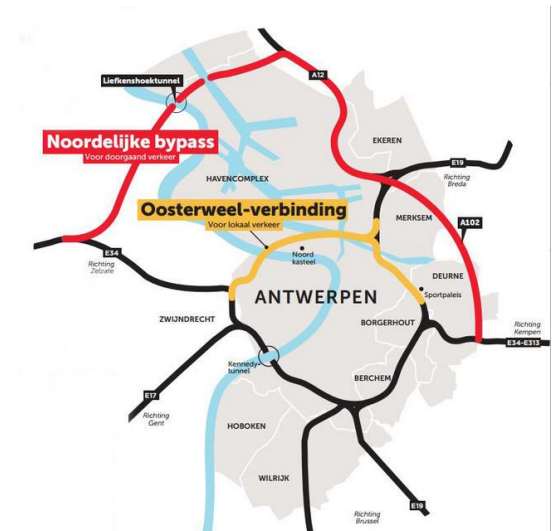 Liefkenshoektunnel
A12
Noordelijke bypass
Voor doorgaand verkeer
EKEREN
E19
Richting
Breda
HAVENCOMPLEX
Oosterweel-verbinding
Voor lokaal verkeer
MERKSEM
A102
E34
Richting
Zelzate
Noord
kasteel
DEURNE
Sportpaleis
ANTWERPEN
ZWIJNDRECHT
BORGERHOUT
Richting
Kempen
E34-E313
Kennedy-
tunnel
BERCHEM
E17
Richting
Gent
HOBOKEN
WILRIJK
E19
Richting
Brussel